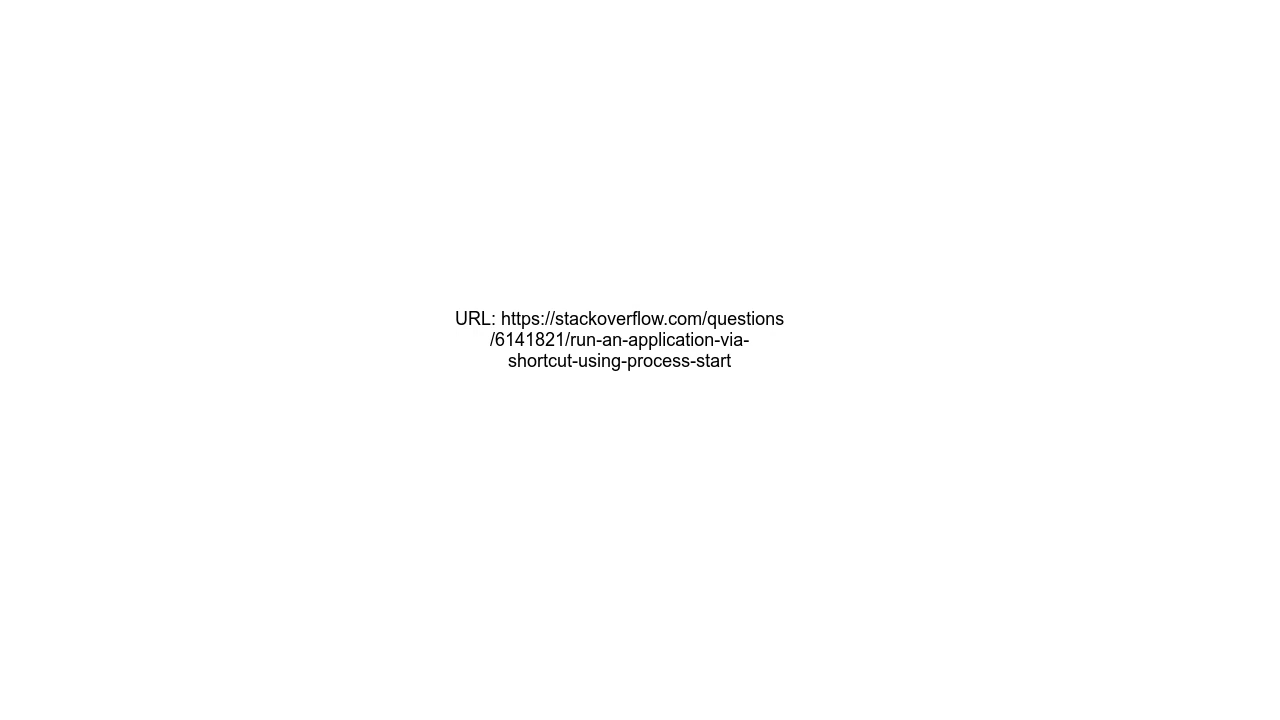 URL: https://stackoverflow.com/questions
/6141821/run-an-application-via-
shortcut-using-process-start